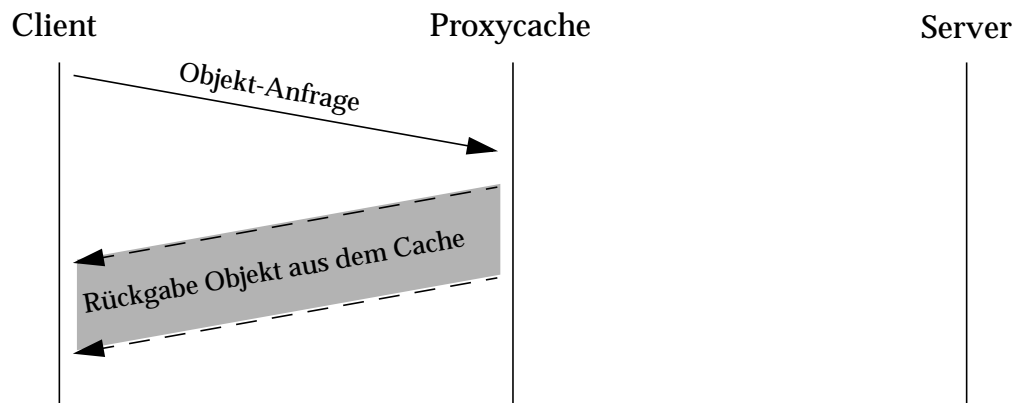 Client
Proxycache
Server
Objekt-Anfrage
Rückgabe Objekt aus dem Cache